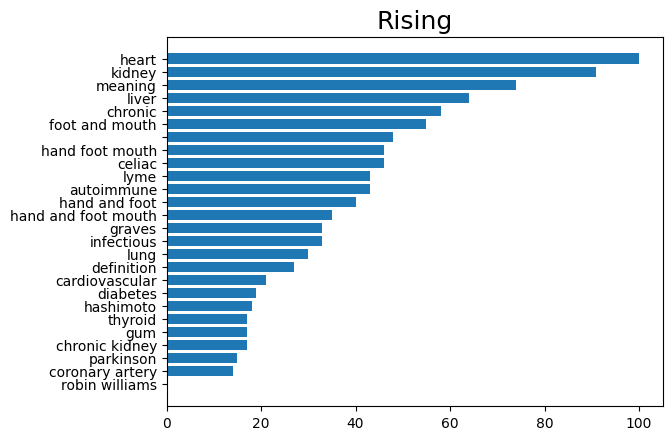 Rising
heart
kidney
meaning
liver
chronic
foot and mouth
hand foot mouth
celiac
lyme
autoimmune
hand and foot
hand and foot mouth
graves
infectious
lung
definition
cardiovascular
diabetes
hashimoto
thyroid
gum
chronic kidney
parkinson
coronary artery
robin williams
0 20 40 60 80 100